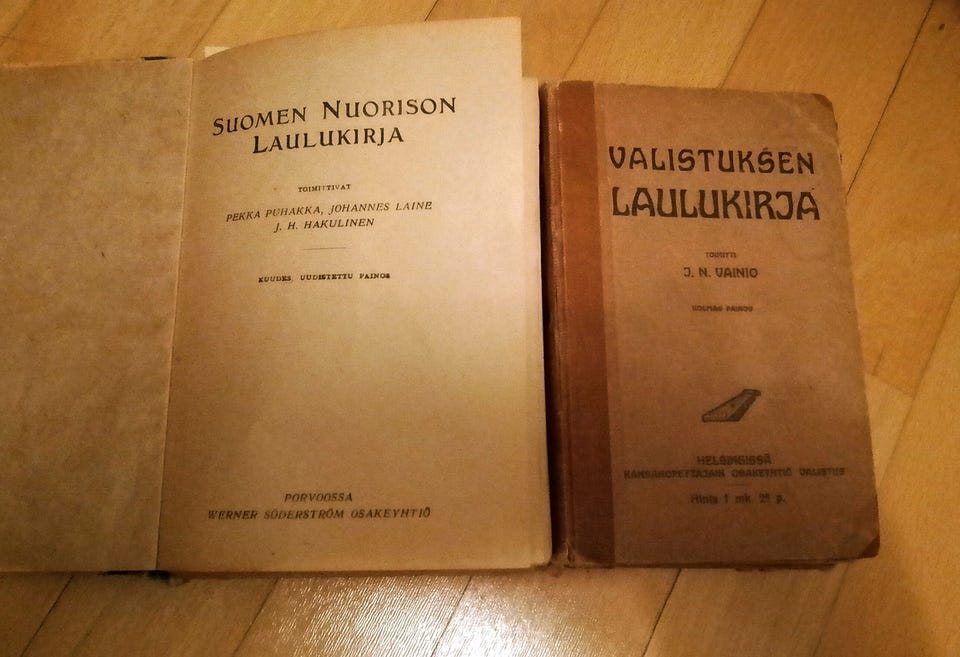 SUOMEN NUORISON
LAULUKIRJA
TOIMITTIVAT
PEKKA PUHAKKA, JOHANNES LAINE
J. H. HAKULINEN
KUUDES, UUDISTETTU PAINOS
PORVOOSSA
WERNER SÖDERSTRÖM OSAKEYHTIÖ
VALISTUKSEN
LAULUKIRJA
TOIMITTI
J. N. VAINIO
KOLMAS PAINOS
HELSINGISSÄ
KANSANOPETTAJAIN OSAKEYHTIÖ VALISTUS
Hinta 1 mk. 25 p.